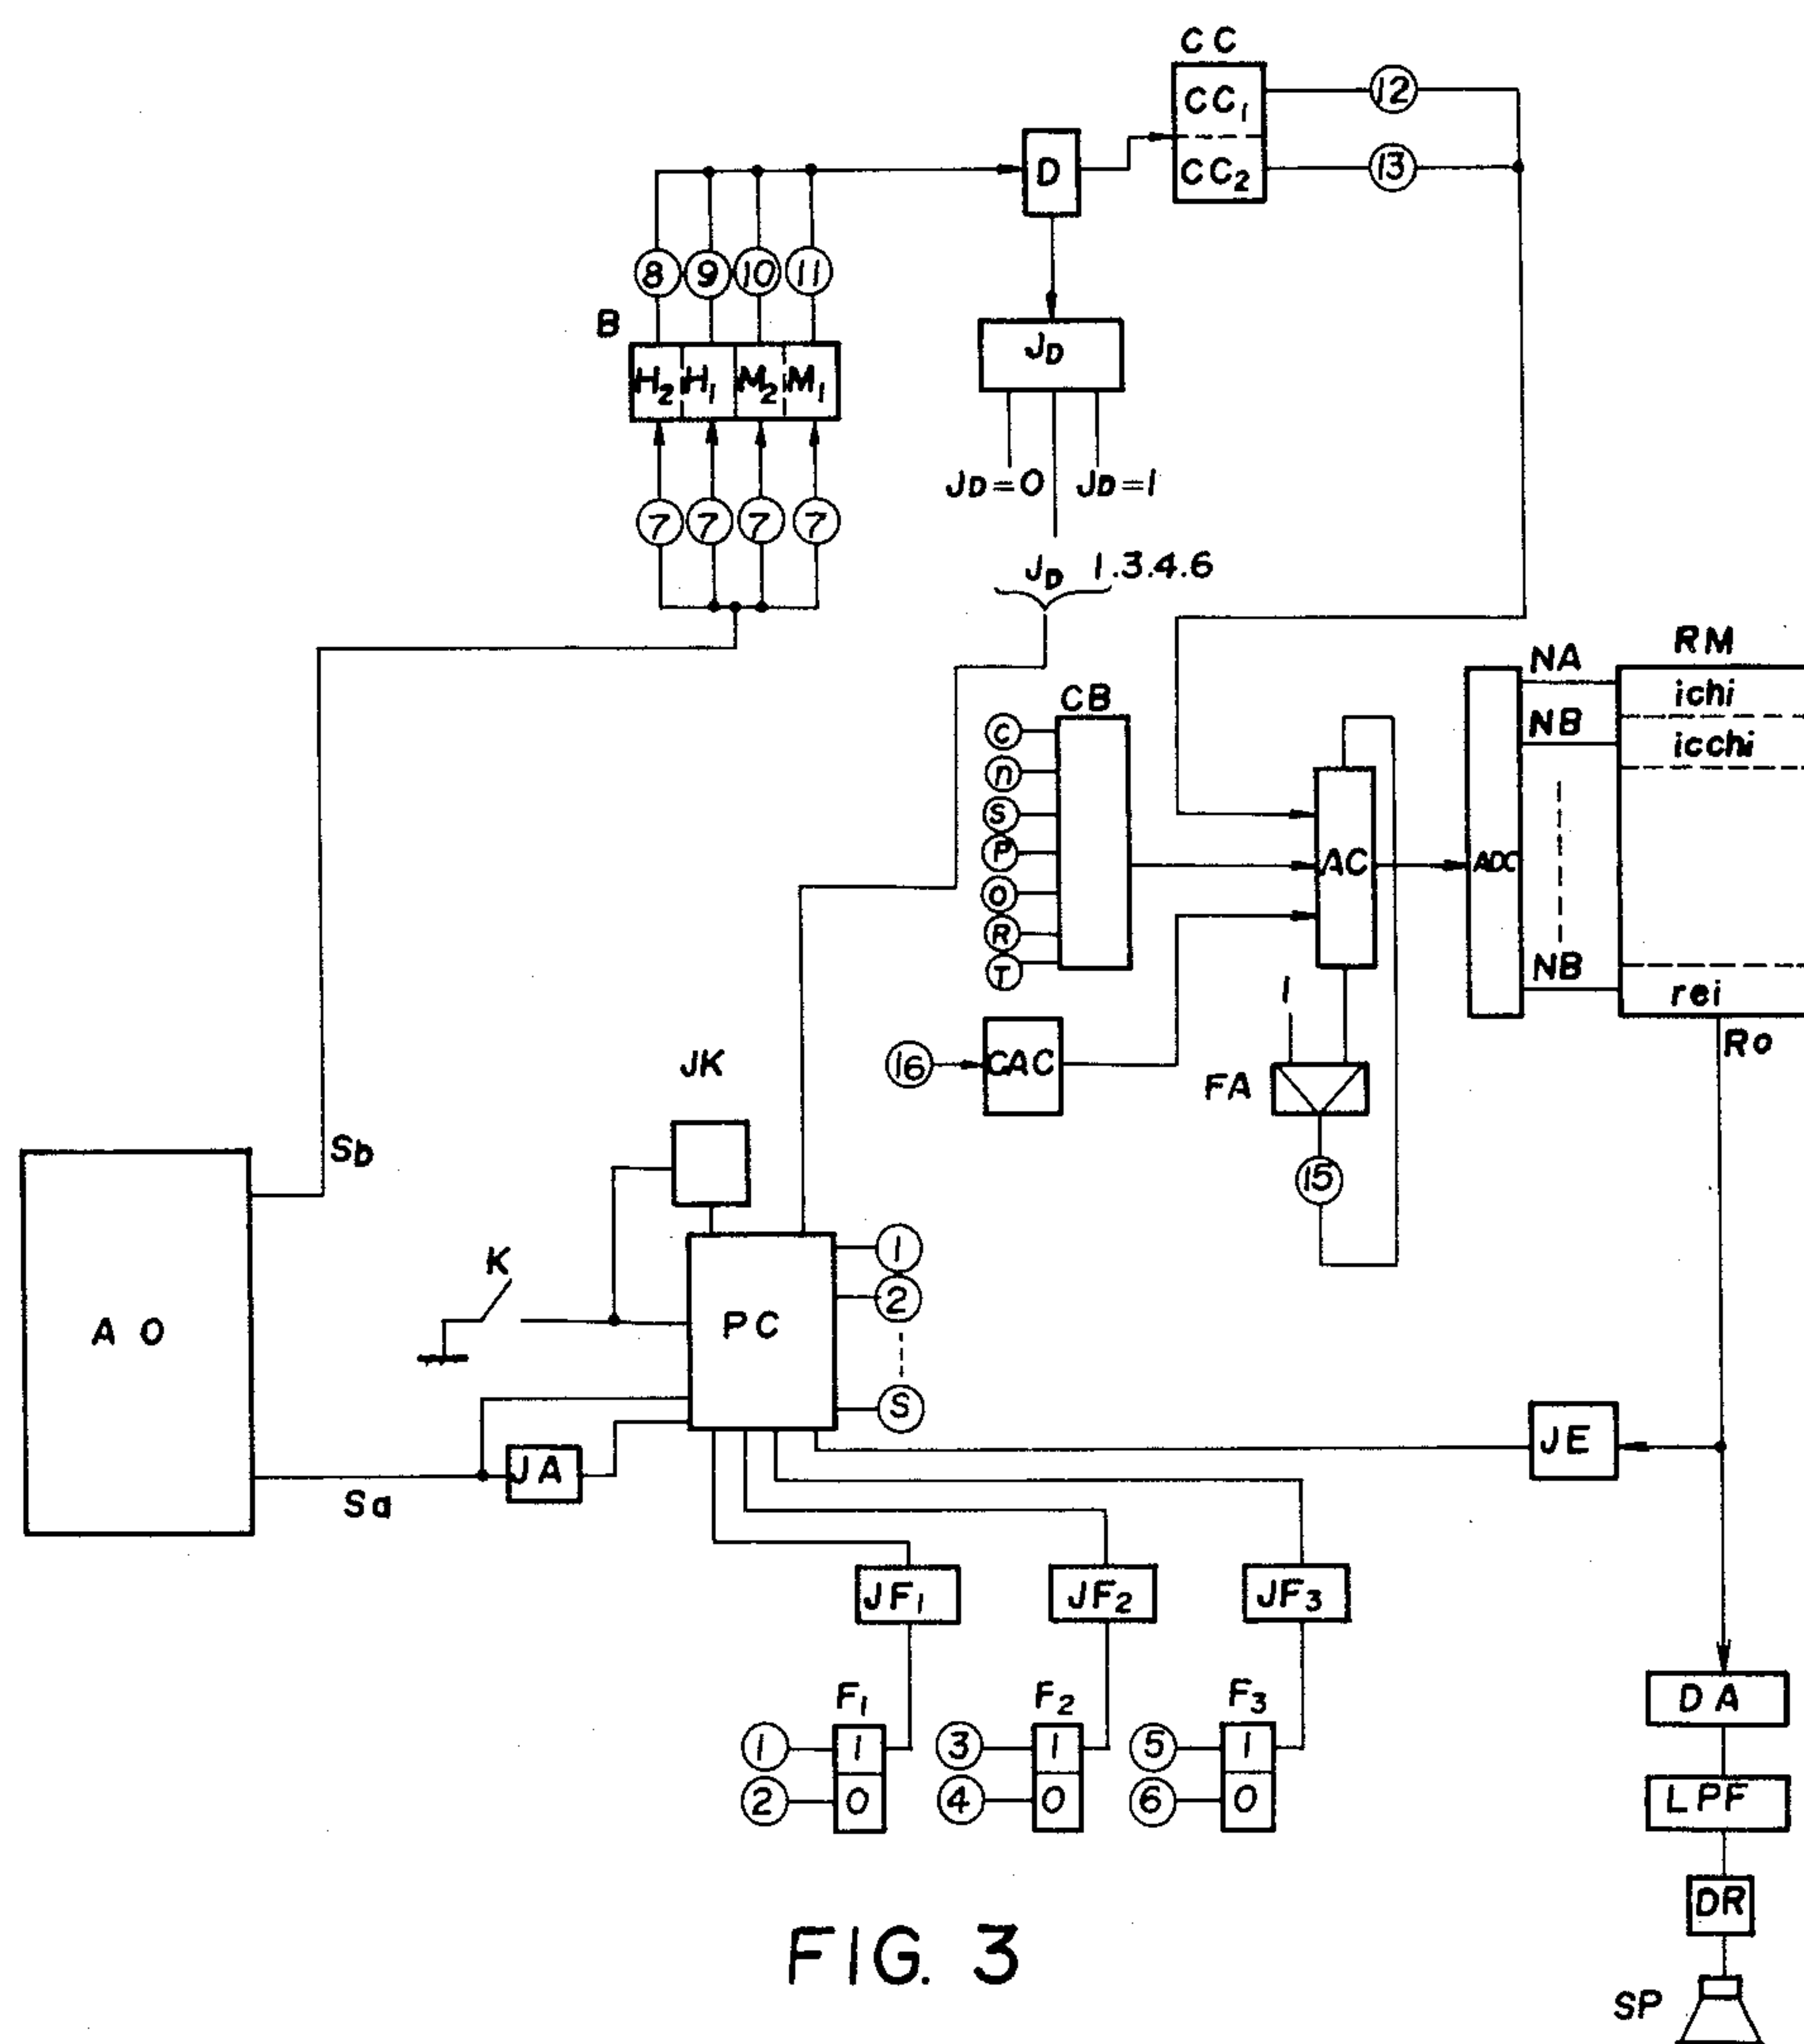 CC
CC1
12
CC2
13
D
8 9 10 11
B
H2 H1 M2 M1
JD
JD=0 JD=1
7 7 7 7
JD 1.3.4.6
CB
C
n
S
P
O
R
T
AC
ADC
NA
NB
NB
RM
ichi
icchi
rei
Ro
1
FA
15
16
CAC
JK
Sb
AO
K
PC
1
2
S
JA
Sa
JE
JF1
JF2
JF3
F1
F2
F3
1 1
2 0
3 1
4 0
5 1
6 0
DA
LPF
DR
SP
FIG. 3